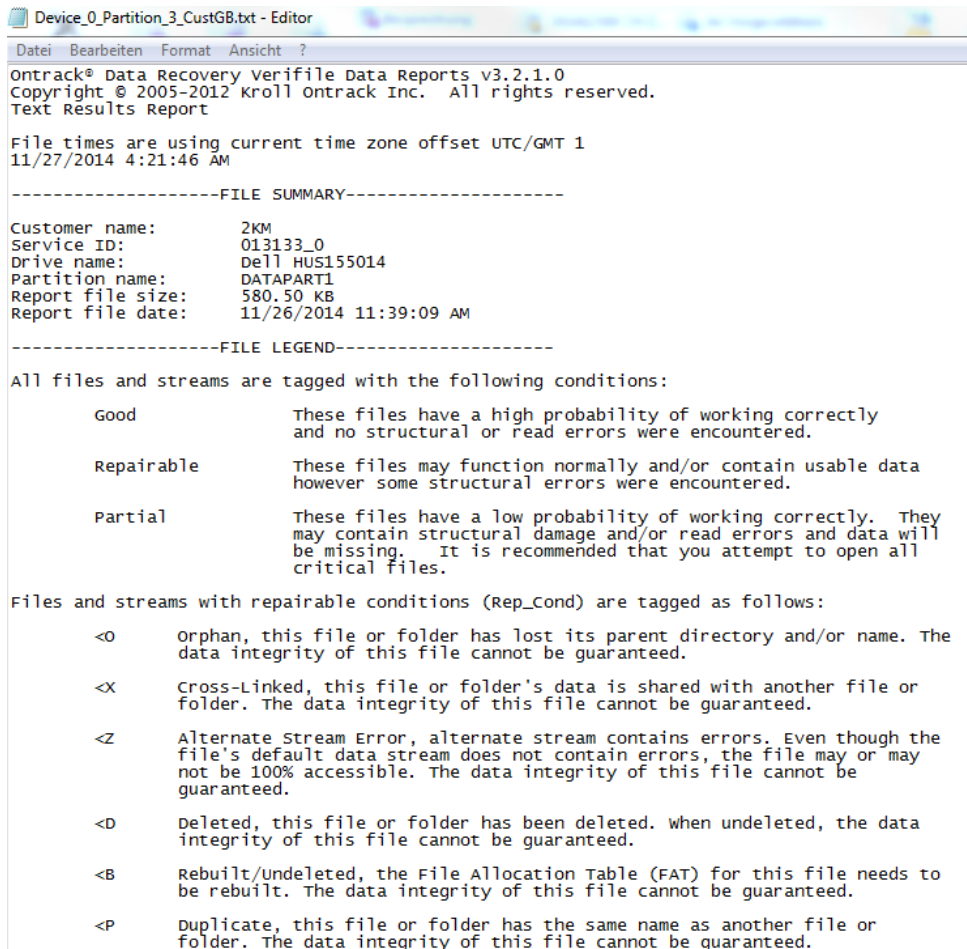 Device_0_Partition_3_CustGB.txt - Editor
Datei Bearbeiten Format Ansicht ?
Ontrack® Data Recovery Verifile Data Reports v3.2.1.0
Copyright © 2005-2012 Kroll Ontrack Inc. All rights reserved.
Text Results Report
File times are using current time zone offset UTC/GMT 1
11/27/2014 4:21:46 AM
--------------------FILE SUMMARY---------------------
Customer name: 2KM
Service ID: 013133_0
Drive name: Dell HUS155014
Partition name: DATAPART1
Report file size: 580.50 KB
Report file date: 11/26/2014 11:39:09 AM
--------------------FILE LEGEND---------------------
All files and streams are tagged with the following conditions:
Good These files have a high probability of working correctly
and no structural or read errors were encountered.
Repairable These files may function normally and/or contain usable data
however some structural errors were encountered.
Partial These files have a low probability of working correctly. They
may contain structural damage and/or read errors and data will
be missing. It is recommended that you attempt to open all
critical files.
Files and streams with repairable conditions (Rep_Cond) are tagged as follows:
<O Orphan, this file or folder has lost its parent directory and/or name. The
data integrity of this file cannot be guaranteed.
<X Cross-Linked, this file or folder's data is shared with another file or
folder. The data integrity of this file cannot be guaranteed.
<Z Alternate Stream Error, alternate stream contains errors. Even though the
file's default data stream does not contain errors, the file may or may
not be 100% accessible. The data integrity of this file cannot be
guaranteed.
<D Deleted, this file or folder has been deleted. When undeleted, the data
integrity of this file cannot be guaranteed.
<B Rebuilt/Undeleted, the File Allocation Table (FAT) for this file needs to
be rebuilt. The data integrity of this file cannot be guaranteed.
<P Duplicate, this file or folder has the same name as another file or
folder. The data integrity of this file cannot be guaranteed.